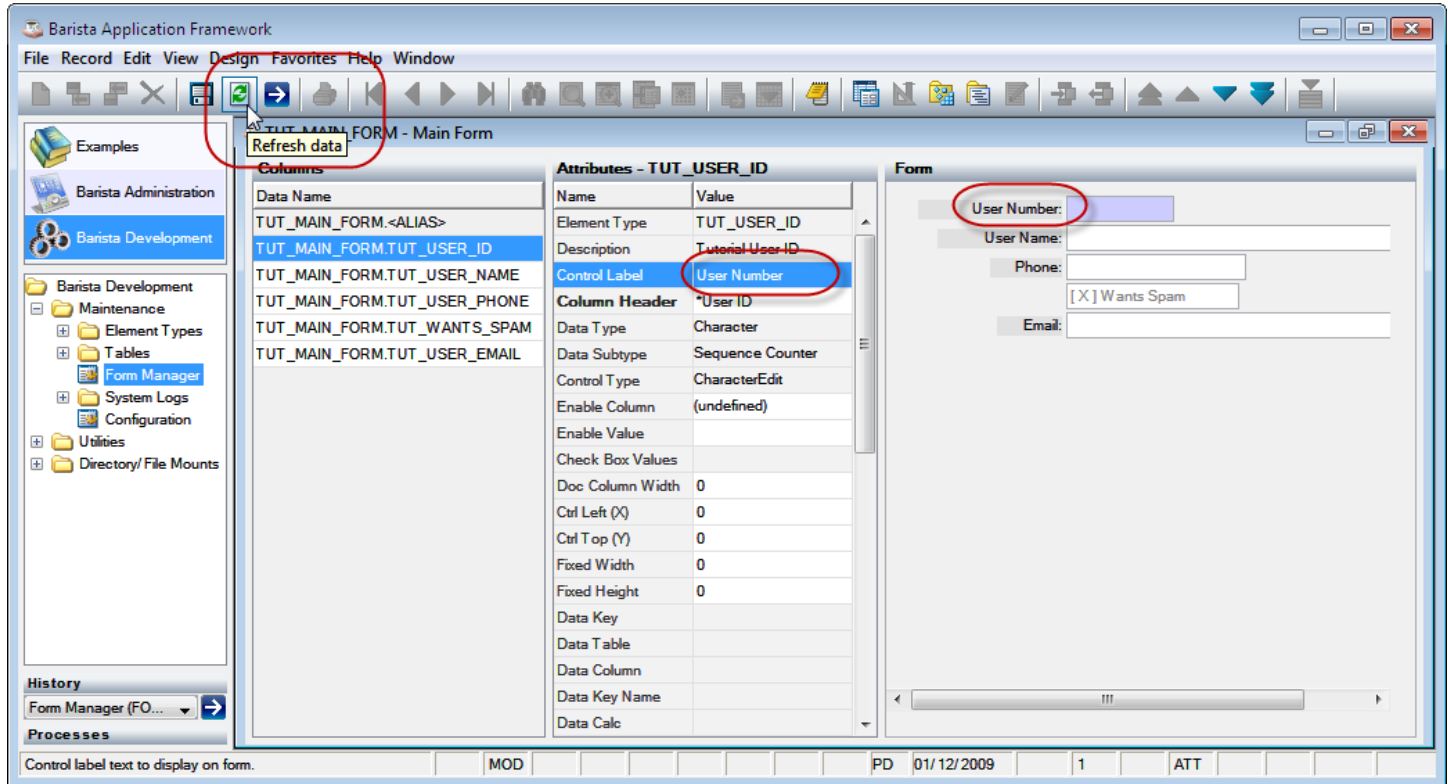 Barista Application Framework
File Record Edit View Design Favorites Help Window
Refresh data
Examples
Barista Administration
Barista Development
Barista Development
Maintenance
Element Types
Tables
Form Manager
System Logs
Configuration
Utilities
Directory/File Mounts
History
Form Manager (FO...
Processes
TUT_MAIN_FORM - Main Form
Columns
Data Name
TUT_MAIN_FORM.<ALIAS>
TUT_MAIN_FORM.TUT_USER_ID
TUT_MAIN_FORM.TUT_USER_NAME
TUT_MAIN_FORM.TUT_USER_PHONE
TUT_MAIN_FORM.TUT_WANTS_SPAM
TUT_MAIN_FORM.TUT_USER_EMAIL
Attributes - TUT_USER_ID
Name Value
Element Type TUT_USER_ID
Description Tutorial User ID
Control Label User Number
Column Header *User ID
Data Type Character
Data Subtype Sequence Counter
Control Type CharacterEdit
Enable Column (undefined)
Enable Value
Check Box Values
Doc Column Width 0
Ctrl Left (X) 0
Ctrl Top (Y) 0
Fixed Width 0
Fixed Height 0
Data Key
Data Table
Data Column
Data Key Name
Data Calc
Form
User Number:
User Name:
Phone:
[X] Wants Spam
Email:
Control label text to display on form. MOD PD 01/12/2009 1 ATT